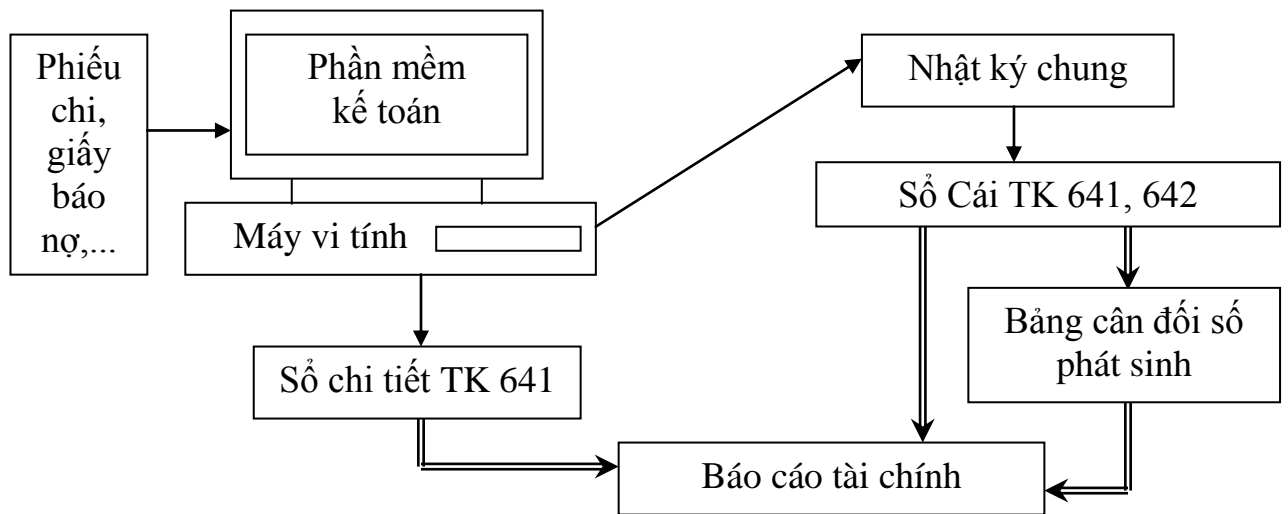 Phiếu
chi,
giấy
báo
nợ,...
Phần mềm
kế toán
Máy vi tính
Sổ chi tiết TK 641
Nhật ký chung
Sổ Cái TK 641, 642
Bảng cân đối số
phát sinh
Báo cáo tài chính